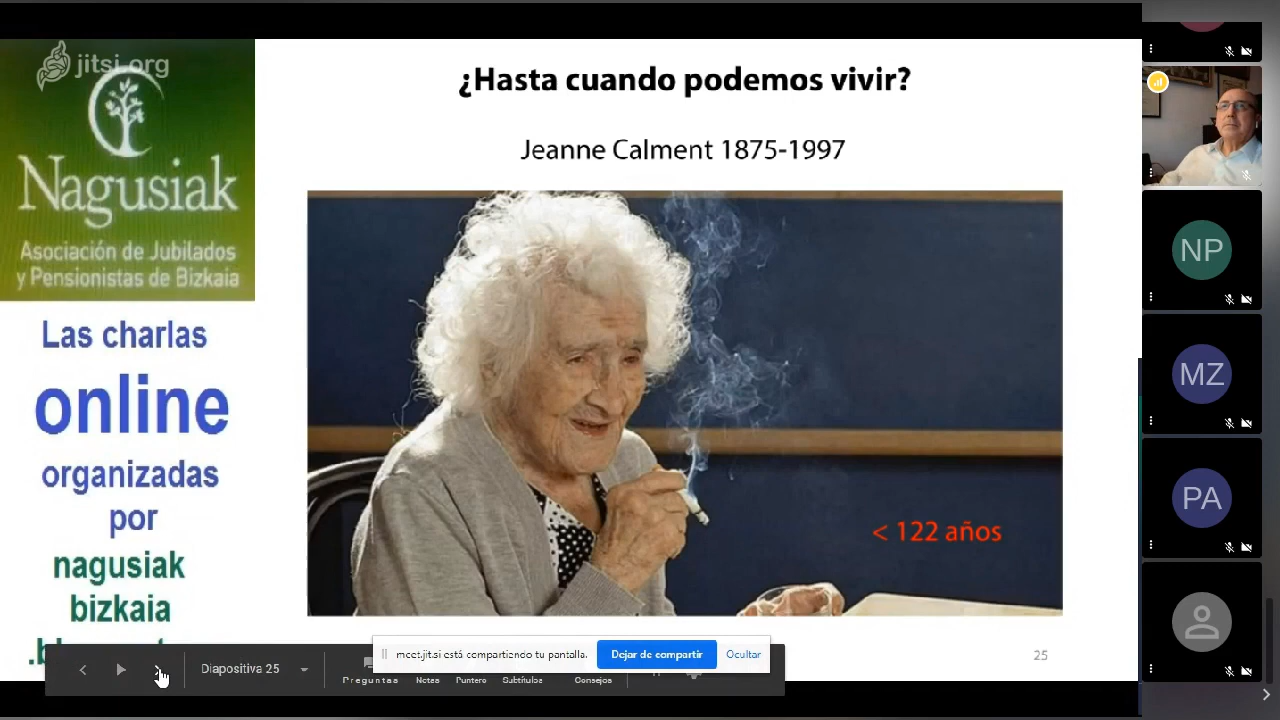 jitsi.org
Nagusiak
Asociación de Jubilados
y Pensionistas de Bizkaia
Las charlas
online
organizadas
por
nagusiak
bizkaia
¿Hasta cuando podemos vivir?
Jeanne Calment 1875-1997
< 122 años
25
Diapositiva 25
Preguntas
Notas
Puntero
Subtítulos
Consejos
meet.jit.si está compartiendo tu pantalla.
Dejar de compartir
Ocultar
NP
MZ
PA